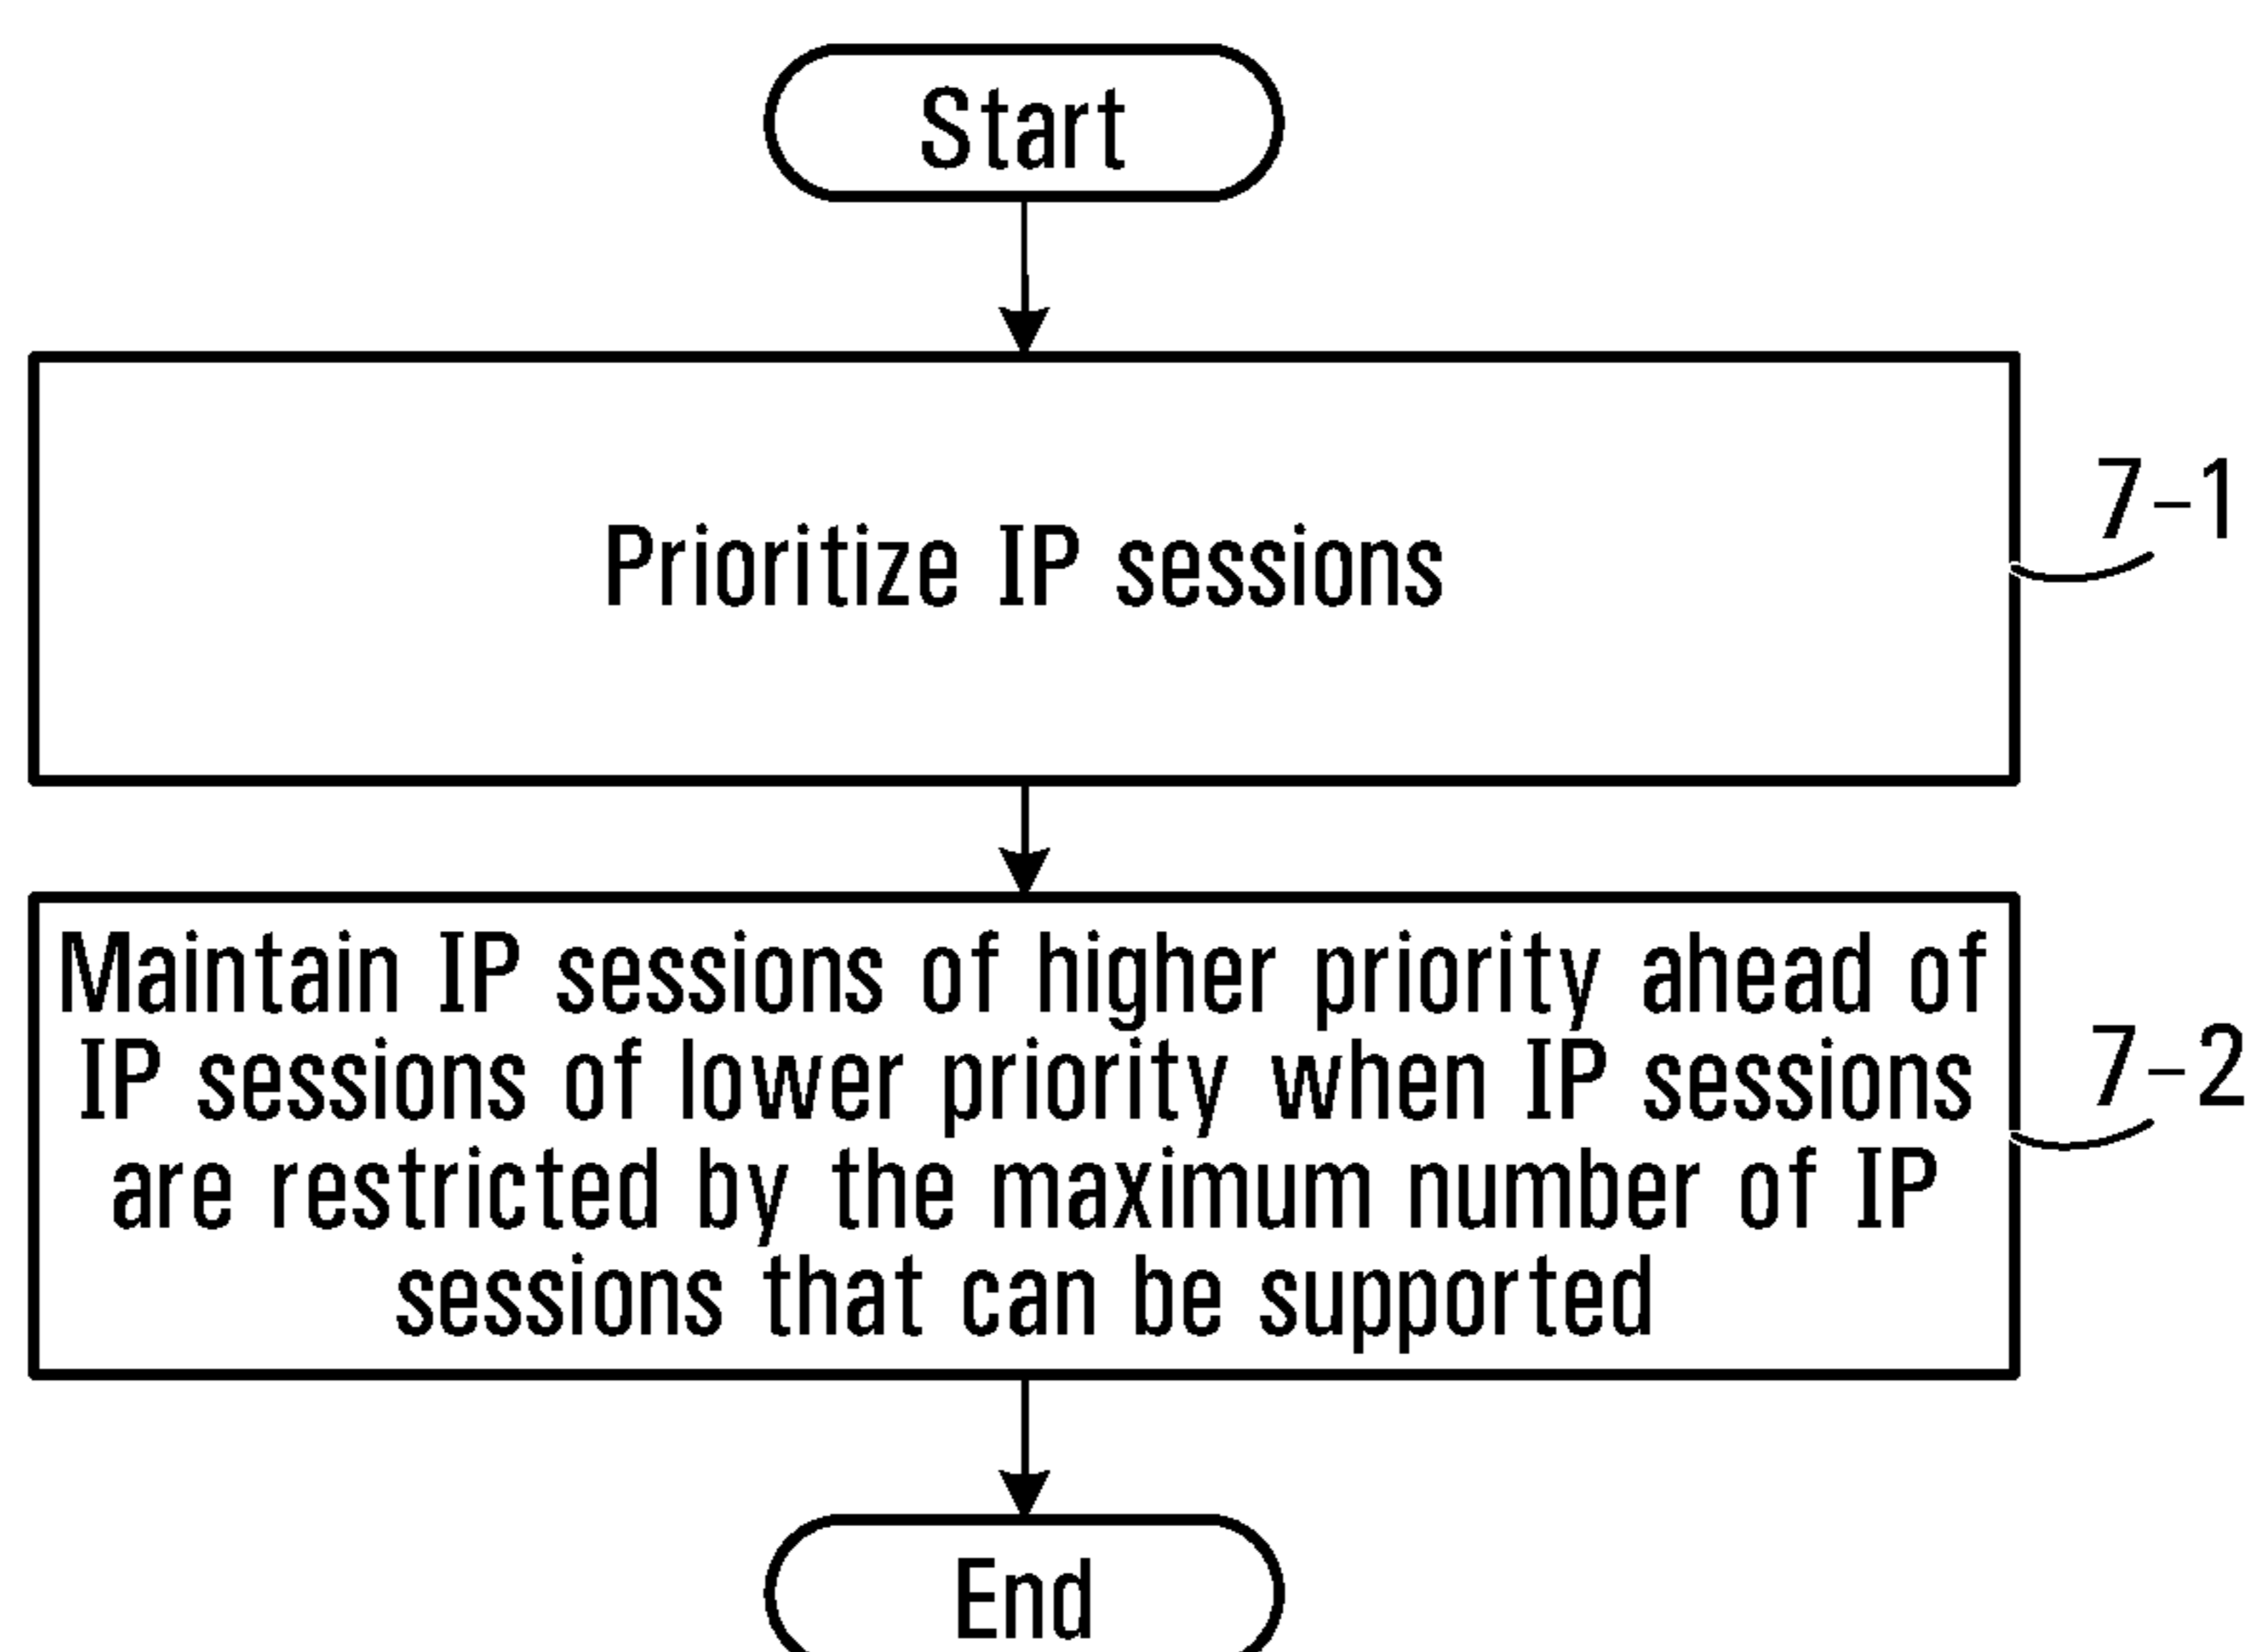 Start
Prioritize IP sessions
7-1
Maintain IP sessions of higher priority ahead of
IP sessions of lower priority when IP sessions
are restricted by the maximum number of IP
sessions that can be supported
7-2
End